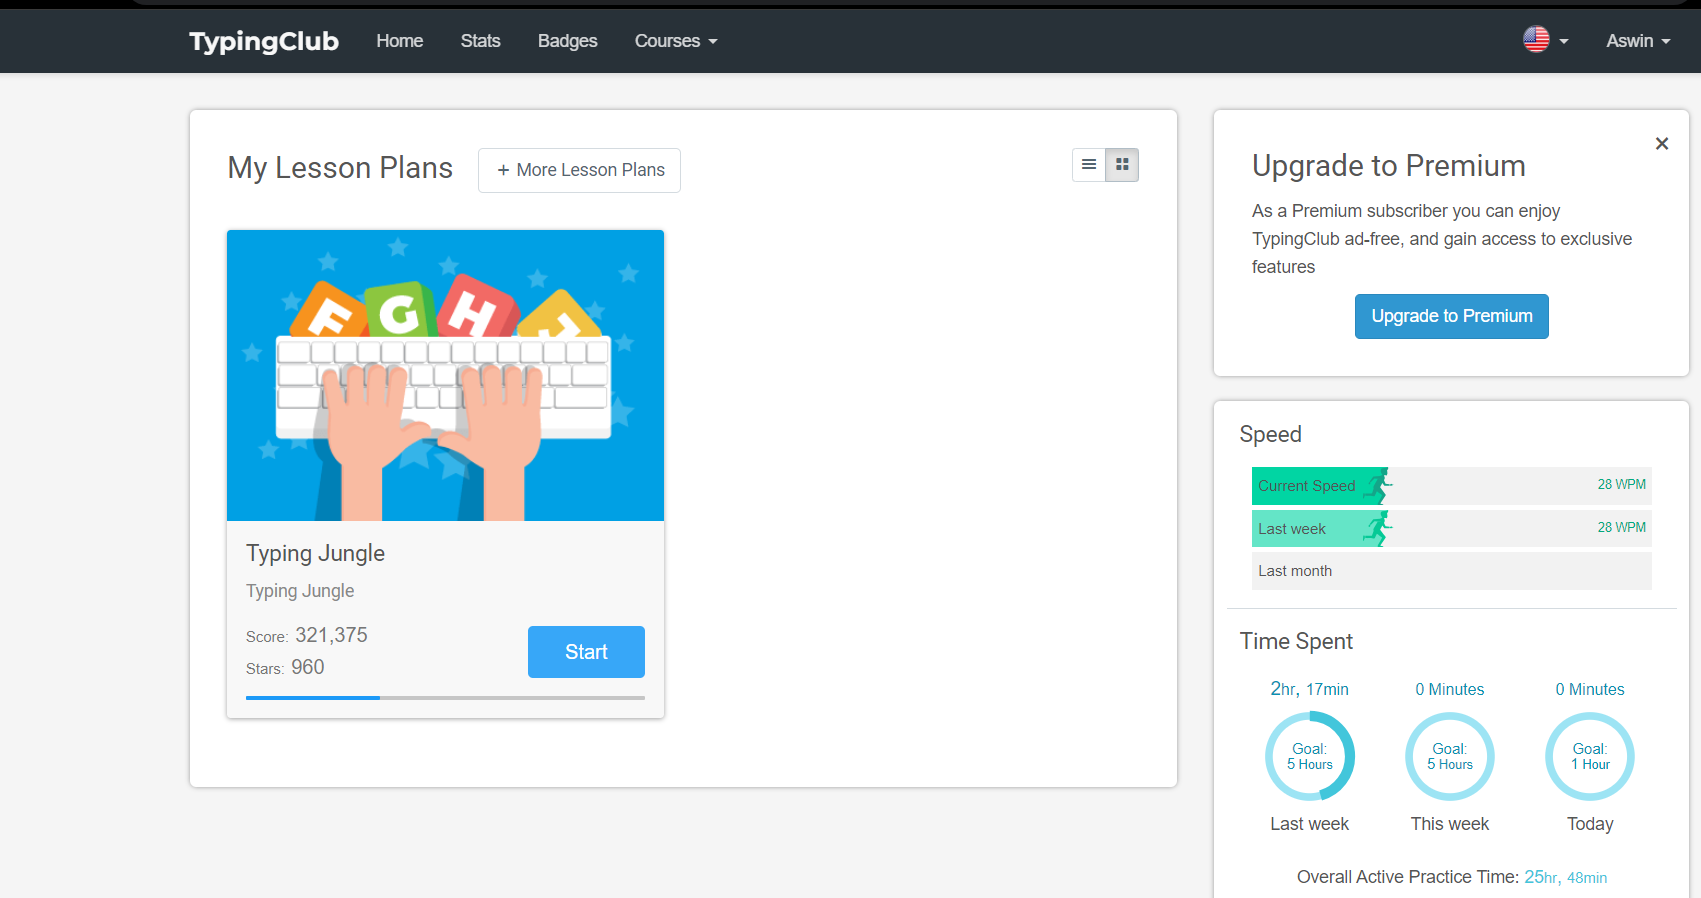 TypingClub Home Stats Badges Courses Aswin
My Lesson Plans + More Lesson Plans
F G H
Typing Jungle
Typing Jungle
Score: 321,375
Stars: 960
Start
Upgrade to Premium
As a Premium subscriber you can enjoy
TypingClub ad-free, and gain access to exclusive
features
Upgrade to Premium
Speed
Current Speed 28 WPM
Last week 28 WPM
Last month
Time Spent
2hr, 17min 0 Minutes 0 Minutes
Goal: Goal: Goal:
5 Hours 5 Hours 1 Hour
Last week This week Today
Overall Active Practice Time: 25hr, 48min